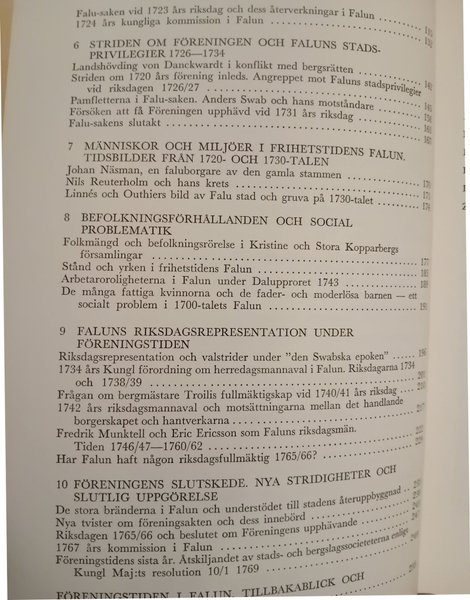 Falu-saken vid 1723 års riksdag och dess återverkningar i Falun
1724 års kungliga kommission i Falun
6 STRIDEN OM FÖRENINGEN OCH FALUNS STADS-
PRIVILEGIER 1726—1734
Landshövding von Danckwardt i konflikt med bergsrätten
Striden om 1720 års förening inleds. Angreppet mot Faluns stadsprivilegier
vid riksdagen 1726/27
Pamfletterna i Falu-saken. Anders Swab och hans motståndare
Försöken att få Föreningen upphävd vid 1731 års riksdag
Falu-sakens slutakt
7 MÄNNISKOR OCH MILJÖER I FRIHETSTIDENS FALUN.
TIDSBILDER FRÅN 1720- OCH 1730-TALEN
Johan Näsman, en faluborgare av den gamla stammen
Nils Reuterholm och hans krets
Linnés och Outhiers bild av Falu stad och gruva på 1730-talet
8 BEFOLKNINGSFÖRHÅLLANDEN OCH SOCIAL
PROBLEMATIK
Folkmängd och befolkningsrörelse i Kristine och Stora Kopparbergs
församlingar 177
Stånd och yrken i frihetstidens Falun
Arbetaroroligheterna i Falun under Dalupproret 1743
De många fattiga kvinnorna och de fader- och moderlösa barnen — ett
socialt problem i 1700-talets Falun
9 FALUNS RIKSDAGSREPRESENTATION UNDER
FÖRENINGSTIDEN
Riksdagsrepresentation och valstrider under "den Swabska epoken"
1734 års Kungl förordning om herredagsmannaval i Falun. Riksdagarna 1734
och 1738/39
Frågan om bergmästare Troilis fullmäktigskap vid 1740/41 års riksdag
1742 års riksdagsmannaval och motsättningarna mellan det handlande
borgerskapet och hantverkarna
Fredrik Munktell och Eric Ericsson som Faluns riksdagsmän.
Tiden 1746/47—1760/62
Har Falun haft någon riksdagsfullmäktig 1765/66?
10 FÖRENINGENS SLUTSKEDE. NYA STRIDIGHETER OCH
SLUTLIG UPPGÖRELSE
De stora bränderna i Falun och understödet till stadens återuppbyggnad
Nya tvister om föreningsakten och dess innebörd
Riksdagen 1765/66 och beslutet om Föreningens upphävande
1767 års kommission i Falun
Föreningstidens sista år. Åtskiljandet av stads- och bergslagssocieteterna enligt
Kungl Maj:ts resolution 10/1 1769
FÖRENINGSTIDEN I FALUN. TILLBAKABLICK OCH